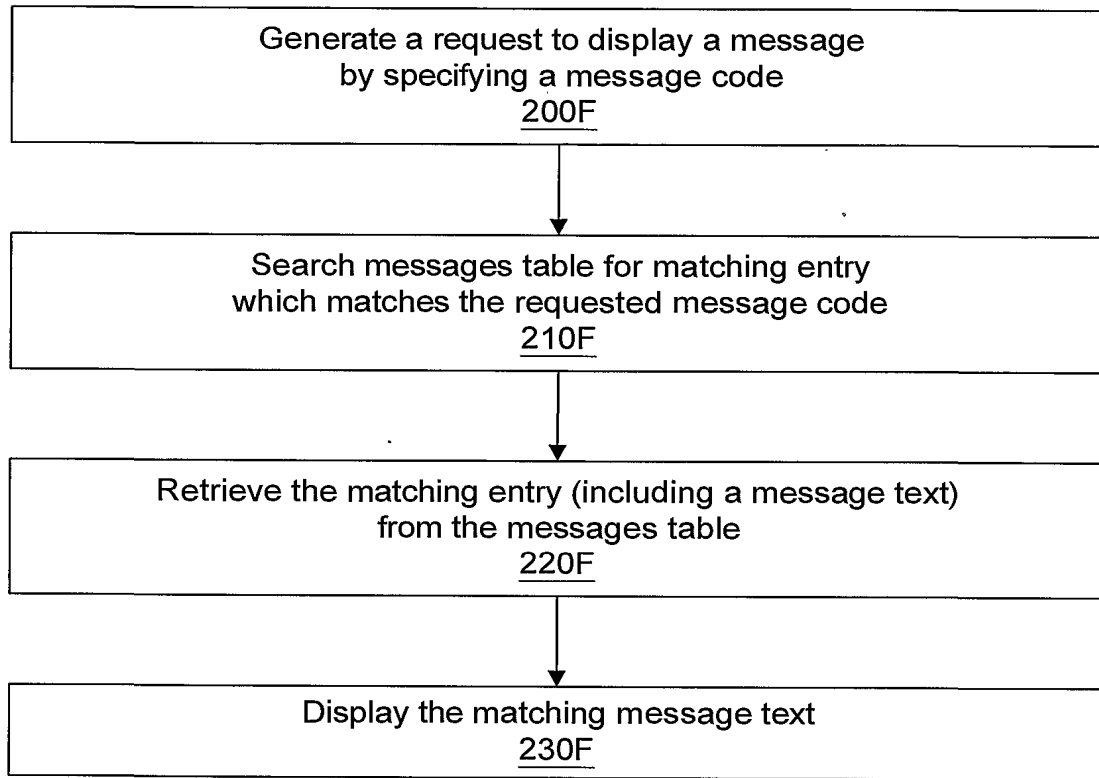 Generate a request to display a message
by specifying a message code
200F
Search messages table for matching entry
which matches the requested message code
210F
Retrieve the matching entry (including a message text)
from the messages table
220F
Display the matching message text
230F